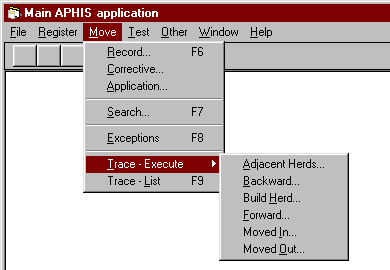 Main APHIS application
File Register Move Test Other Window Help
Record... F6
Corrective...
Application...
Search... F7
Exceptions F8
Trace - Execute
Trace - List F9
Adjacent Herds...
Backward...
Build Herd...
Forward...
Moved In...
Moved Out...